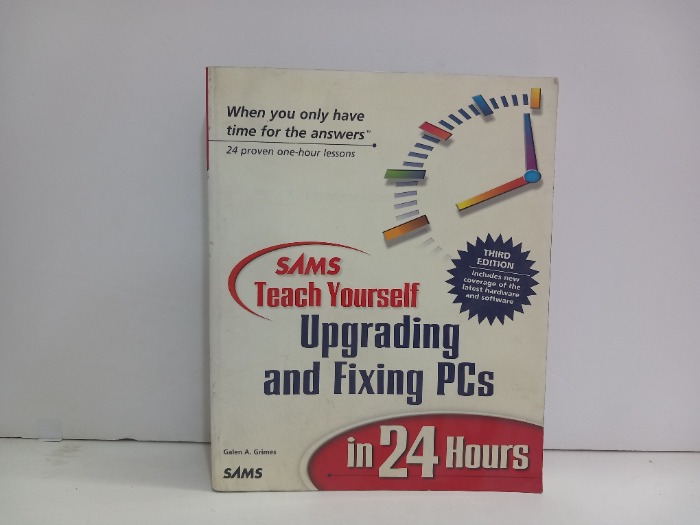 When you only have
time for the answers™
24 proven one-hour lessons
THIRD
EDITION
Includes new
coverage of the
latest hardware
and software
SAMS
Teach Yourself
Upgrading
and Fixing PCs
in 24 Hours
Galen A. Grimes
SAMS